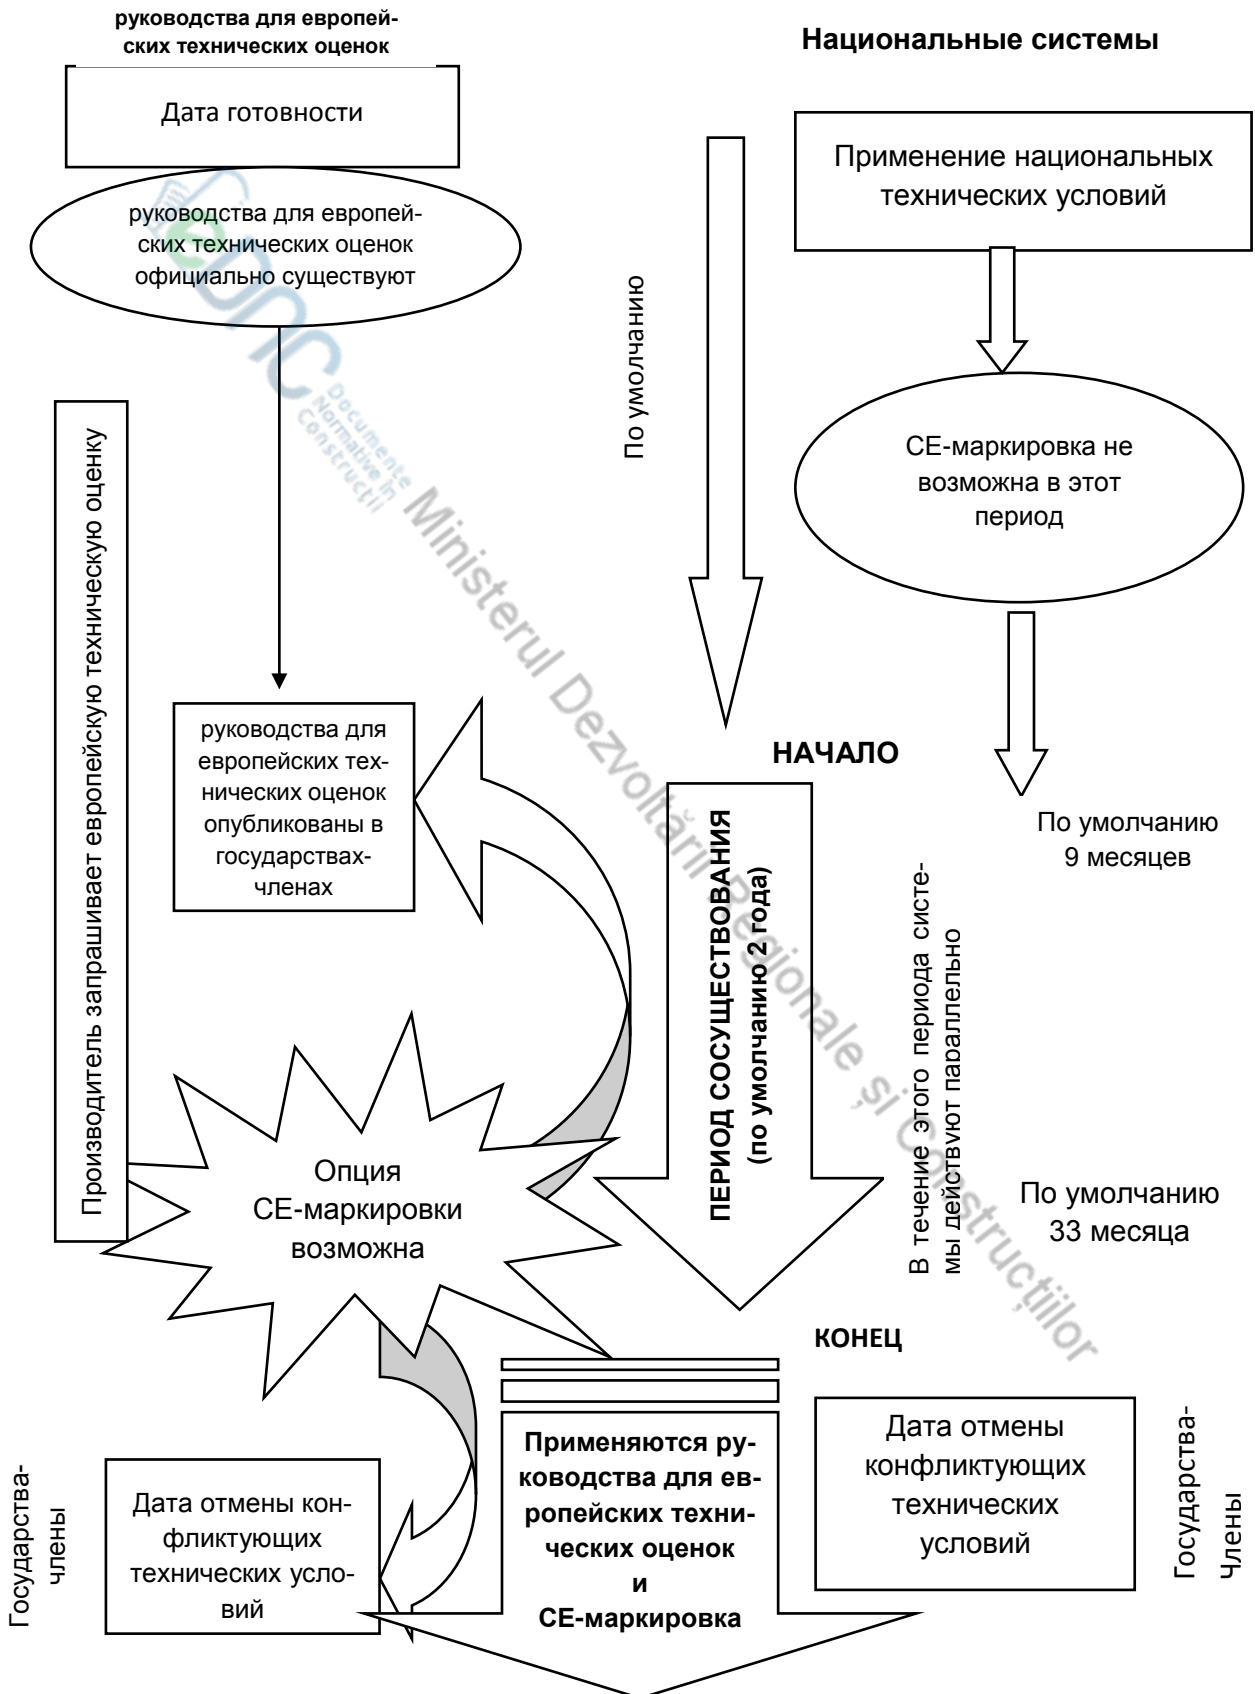 руководства для европей-
ских технических оценок
Национальные системы
Дата готовности
Применение национальных
технических условий
руководства для европей-
ских технических оценок
официально существуют
По умолчанию
СЕ-маркировка не
возможна в этот
период
eDNC
Documente
Normative în
Construcții
Ministerul Dezvoltării Regionale și Construcțiilor
Производитель запрашивает европейскую техническую оценку
руководства для
европейских тех-
нических оценок
опубликованы в
государствах-
членах
НАЧАЛО
ПЕРИОД СОСУЩЕСТВОВАНИЯ
(по умолчанию 2 года)
По умолчанию
9 месяцев
В течение этого периода систе-
мы действуют параллельно
По умолчанию
33 месяца
Опция
СЕ-маркировки
возможна
КОНЕЦ
Государства-
члены
Дата отмены кон-
фликтующих
технических усло-
вий
Применяются ру-
ководства для ев-
ропейских техни-
ческих оценок
и
СЕ-маркировка
Дата отмены
конфликтующих
технических
условий
Государства-
Члены